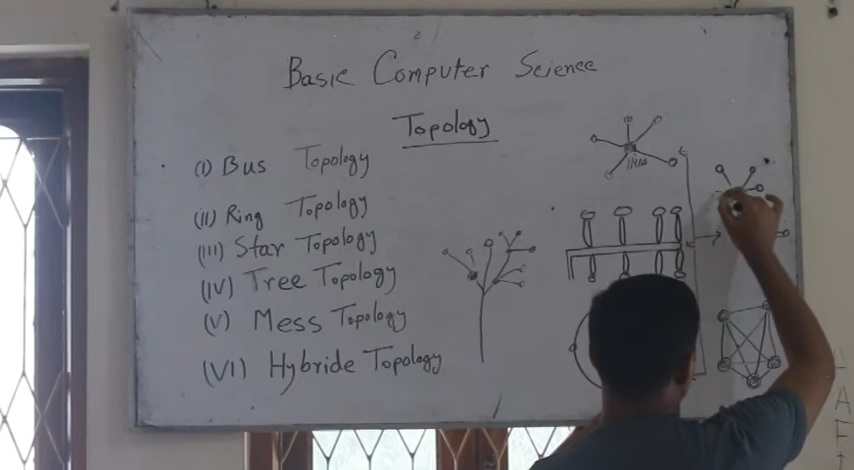 Basic Computer Science
Topology
(I) Bus Topology
(II) Ring Topology
(III) Star Topology
(IV) Tree Topology
(V) Mess Topology
(VI) Hybride Topology